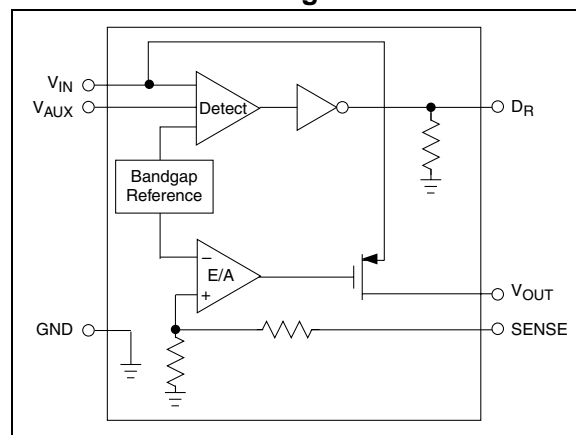 V_IN
V_AUX
Detect
D_R
Bandgap
Reference
−
E/A
+
V_OUT
GND
SENSE